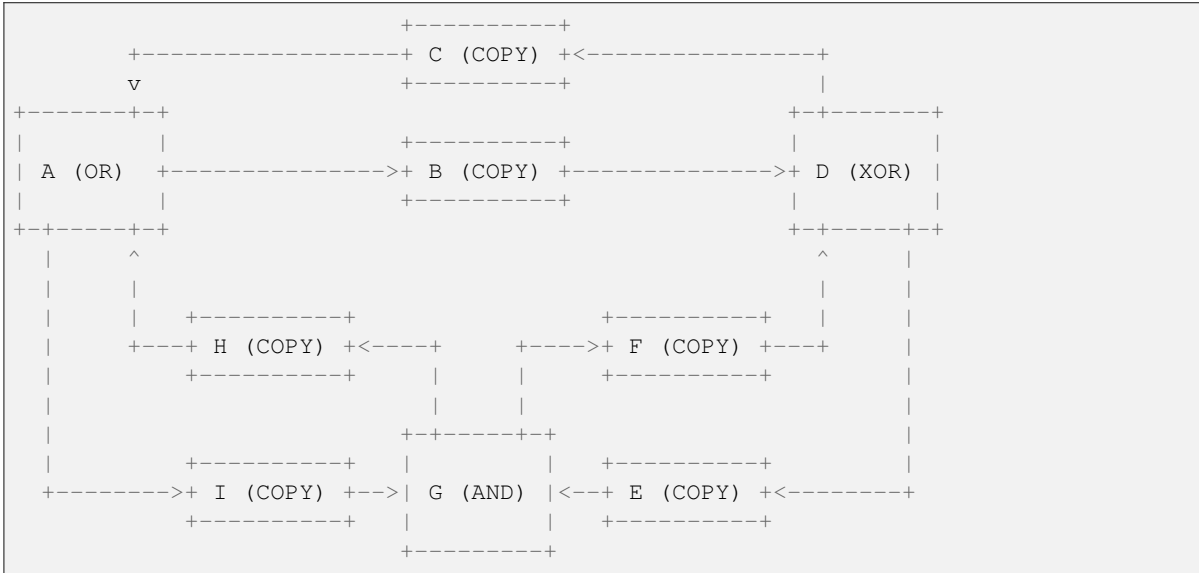 C (COPY)
A (OR)
B (COPY)
D (XOR)
H (COPY)
F (COPY)
I (COPY)
G (AND)
E (COPY)